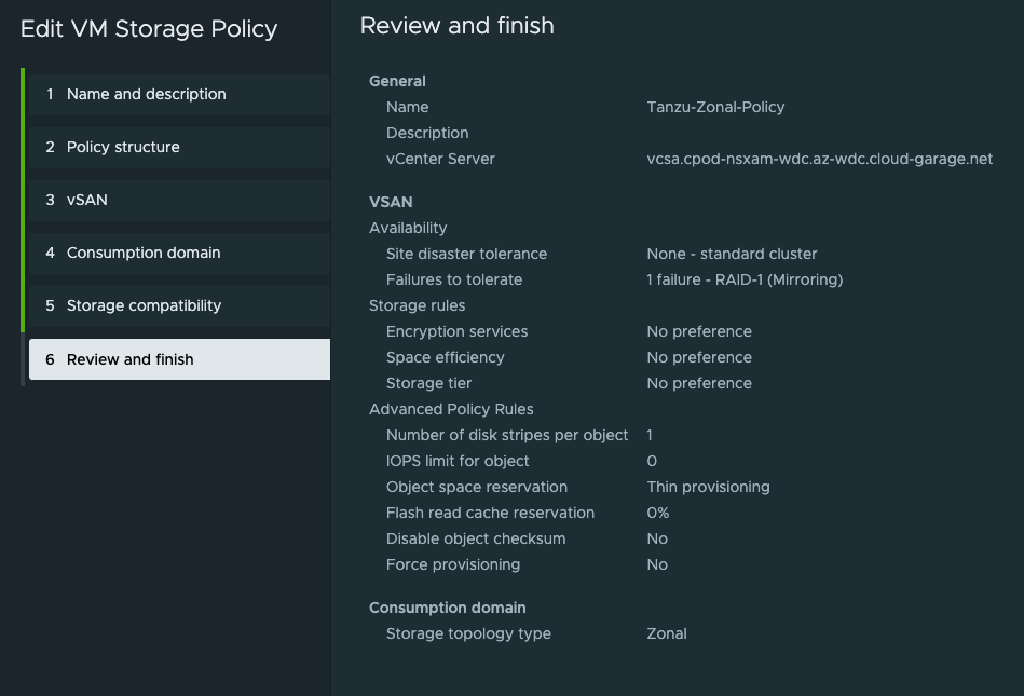 Edit VM Storage Policy
1 Name and description
2 Policy structure
3 vSAN
4 Consumption domain
5 Storage compatibility
6 Review and finish
Review and finish
General
Name Tanzu-Zonal-Policy
Description
vCenter Server vcsa.cpod-nsxam-wdc.az-wdc.cloud-garage.net
VSAN
Availability
Site disaster tolerance None - standard cluster
Failures to tolerate 1 failure - RAID-1 (Mirroring)
Storage rules
Encryption services No preference
Space efficiency No preference
Storage tier No preference
Advanced Policy Rules
Number of disk stripes per object 1
IOPS limit for object 0
Object space reservation Thin provisioning
Flash read cache reservation 0%
Disable object checksum No
Force provisioning No
Consumption domain
Storage topology type Zonal